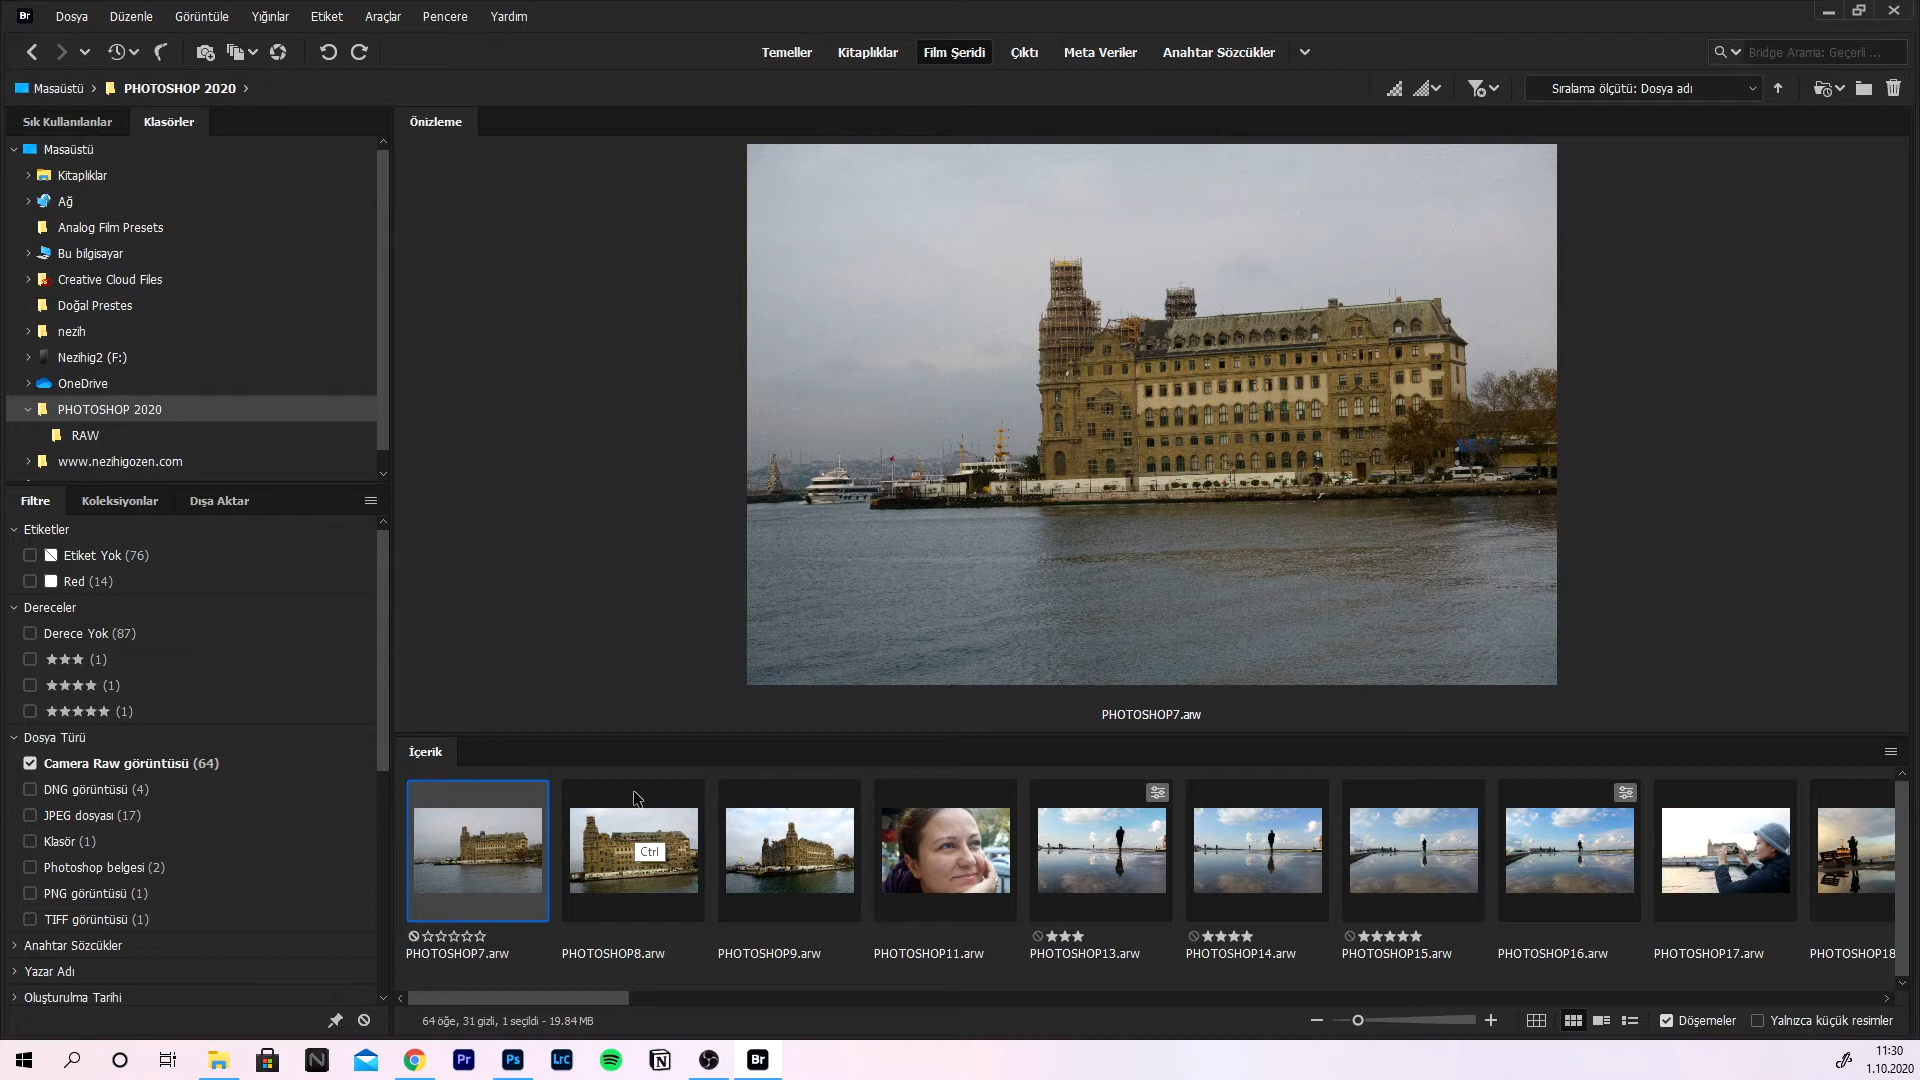 Br Dosya Düzenle Görüntüle Yığınlar Etiket Araçlar Pencere Yardım
Temeller Kitaplıklar Film Şeridi Çıktı Meta Veriler Anahtar Sözcükler Bridge Arama: Geçerli ...
Masaüstü PHOTOSHOP 2020 Sıralama ölçütü: Dosya adı
Sık Kullanılanlar Klasörler Önizleme
Masaüstü
Kitaplıklar
Ağ
Analog Film Presets
Bu bilgisayar
Creative Cloud Files
Doğal Prestes
nezih
Nezihig2 (F:)
OneDrive
PHOTOSHOP 2020
RAW
www.nezihigozen.com
Filtre Koleksiyonlar Dışa Aktar
Etiketler
Etiket Yok (76)
Red (14)
Dereceler
Derece Yok (87)
★★★ (1)
★★★★ (1)
★★★★★ (1)
Dosya Türü
Camera Raw görüntüsü (64)
DNG görüntüsü (4)
JPEG dosyası (17)
Klasör (1)
Photoshop belgesi (2)
PNG görüntüsü (1)
TIFF görüntüsü (1)
Anahtar Sözcükler
Yazar Adı
Oluşturulma Tarihi
PHOTOSHOP7.arw
İçerik
Ctrl
PHOTOSHOP7.arw PHOTOSHOP8.arw PHOTOSHOP9.arw PHOTOSHOP11.arw PHOTOSHOP13.arw PHOTOSHOP14.arw PHOTOSHOP15.arw PHOTOSHOP16.arw PHOTOSHOP17.arw PHOTOSHOP18
64 öğe, 31 gizli, 1 seçildi - 19.84 MB Döşemeler Yalnızca küçük resimler
Pr Ps LrC Br
11:30
1.10.2020